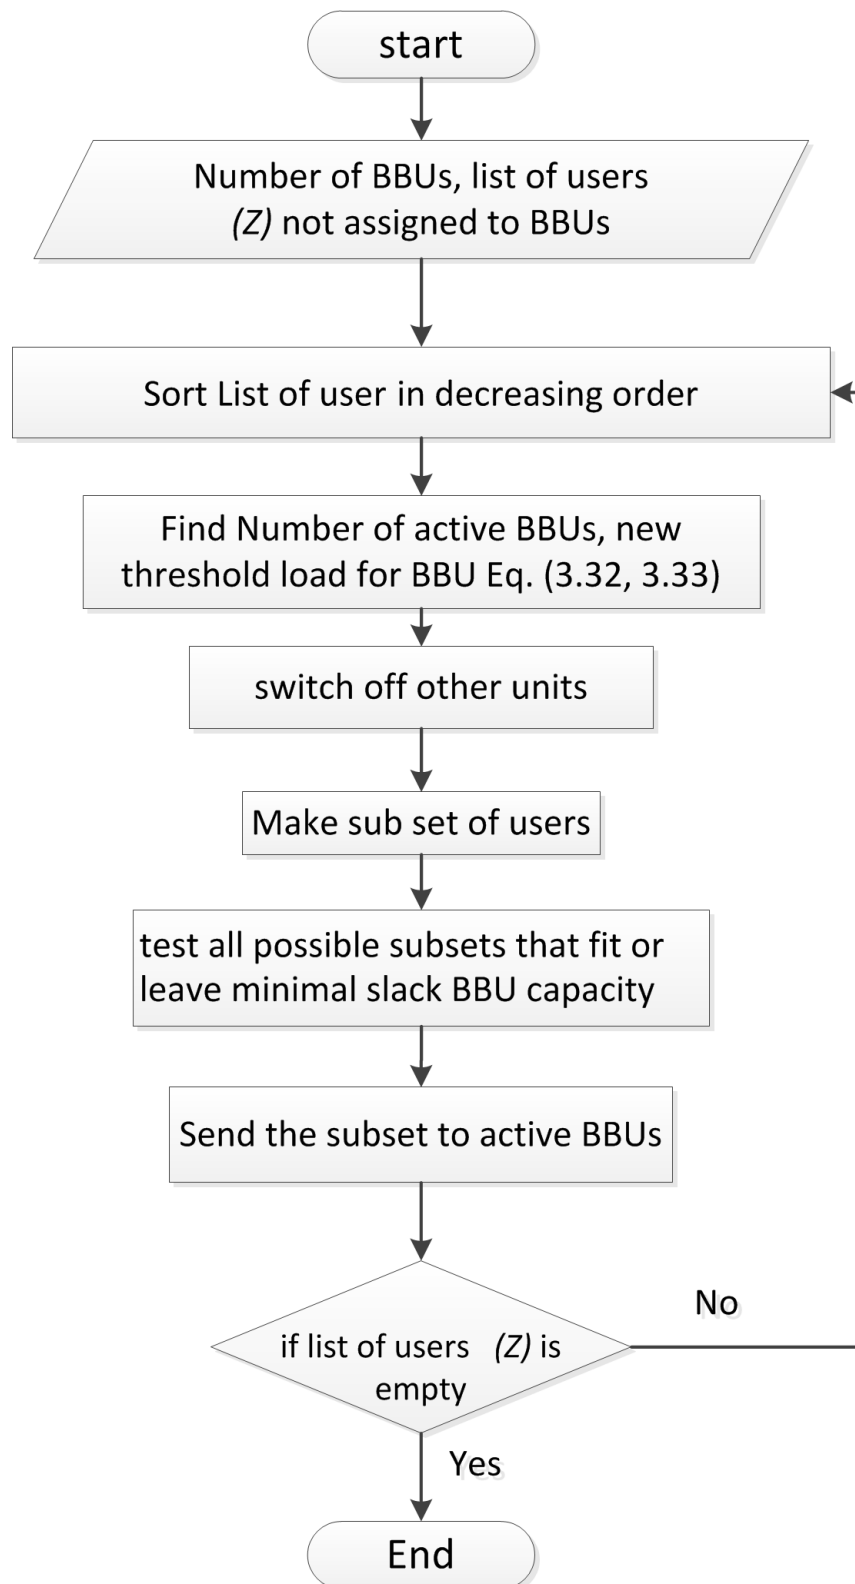 start
Number of BBUs, list of users
(Z) not assigned to BBUs
Sort List of user in decreasing order
Find Number of active BBUs, new
threshold load for BBU Eq. (3.32, 3.33)
switch off other units
Make sub set of users
test all possible subsets that fit or
leave minimal slack BBU capacity
Send the subset to active BBUs
No
if list of users (Z) is
empty
Yes
End